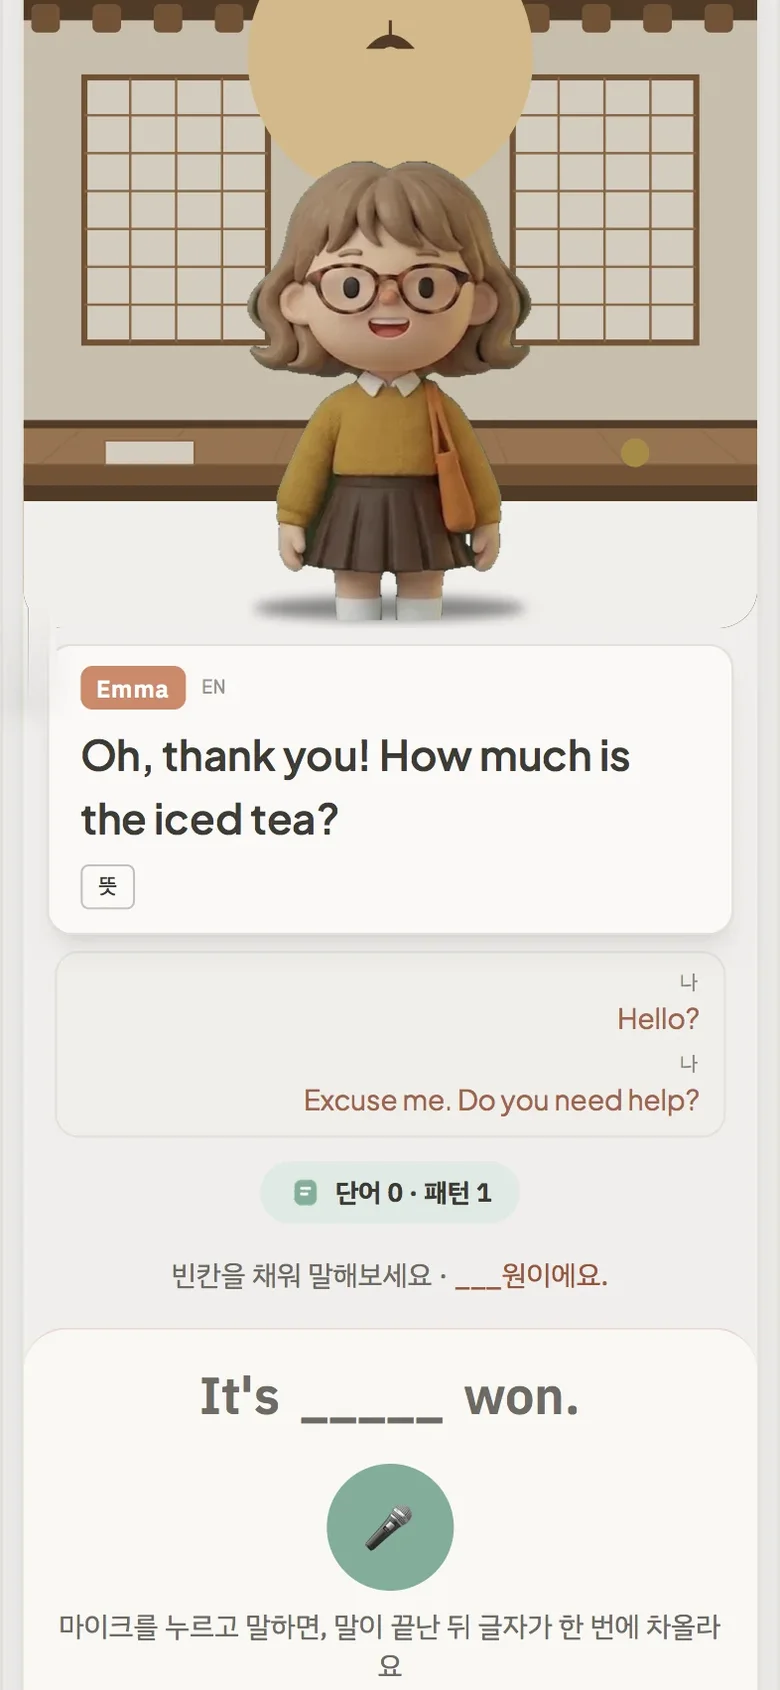 Emma EN
Oh, thank you! How much is
the iced tea?
뜻
나
Hello?
나
Excuse me. Do you need help?
단어 0 · 패턴 1
빈칸을 채워 말해보세요 · ___원이에요.
It's _____ won.
마이크를 누르고 말하면, 말이 끝난 뒤 글자가 한 번에 차올라
요